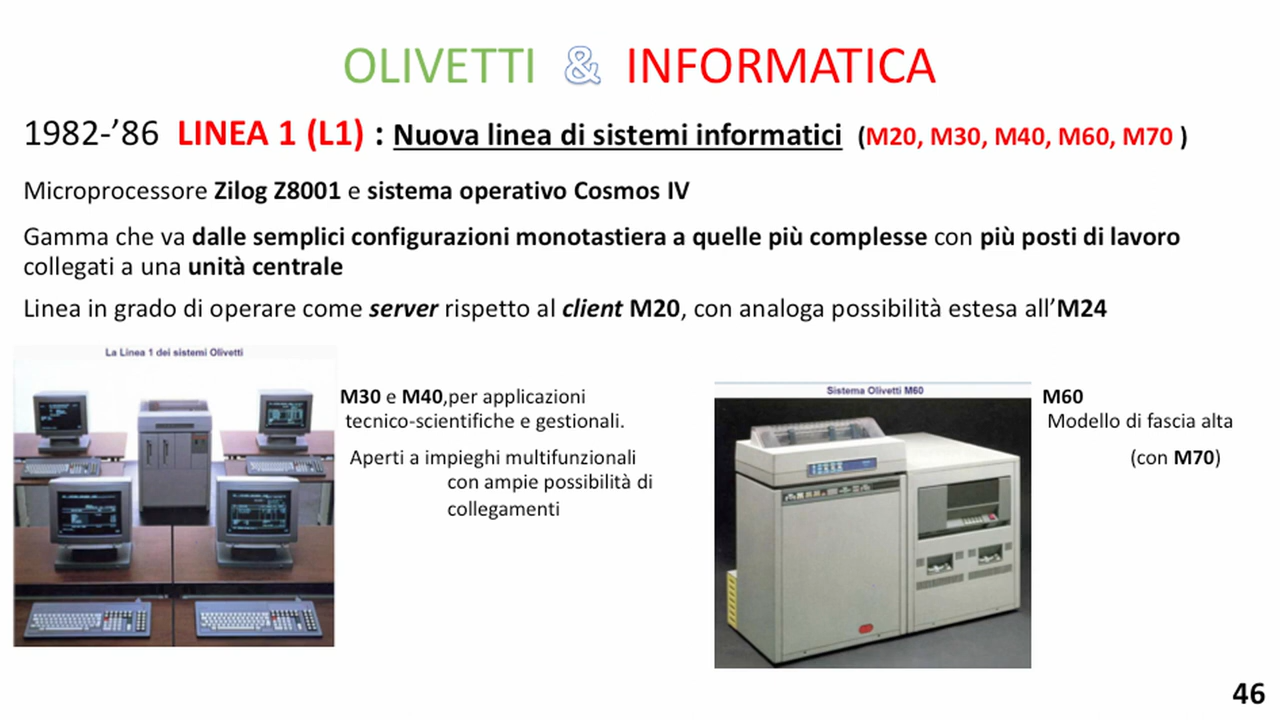 OLIVETTI & INFORMATICA
1982-’86 LINEA 1 (L1) : Nuova linea di sistemi informatici (M20, M30, M40, M60, M70 )
Microprocessore Zilog Z8001 e sistema operativo Cosmos IV
Gamma che va dalle semplici configurazioni monotastiera a quelle più complesse con più posti di lavoro
collegati a una unità centrale
Linea in grado di operare come server rispetto al client M20, con analoga possibilità estesa all’M24
La Linea 1 dei sistemi Olivetti
M30 e M40,per applicazioni
tecnico-scientifiche e gestionali.
Aperti a impieghi multifunzionali
con ampie possibilità di
collegamenti
Sistema Olivetti M60
M60
Modello di fascia alta
(con M70)
46